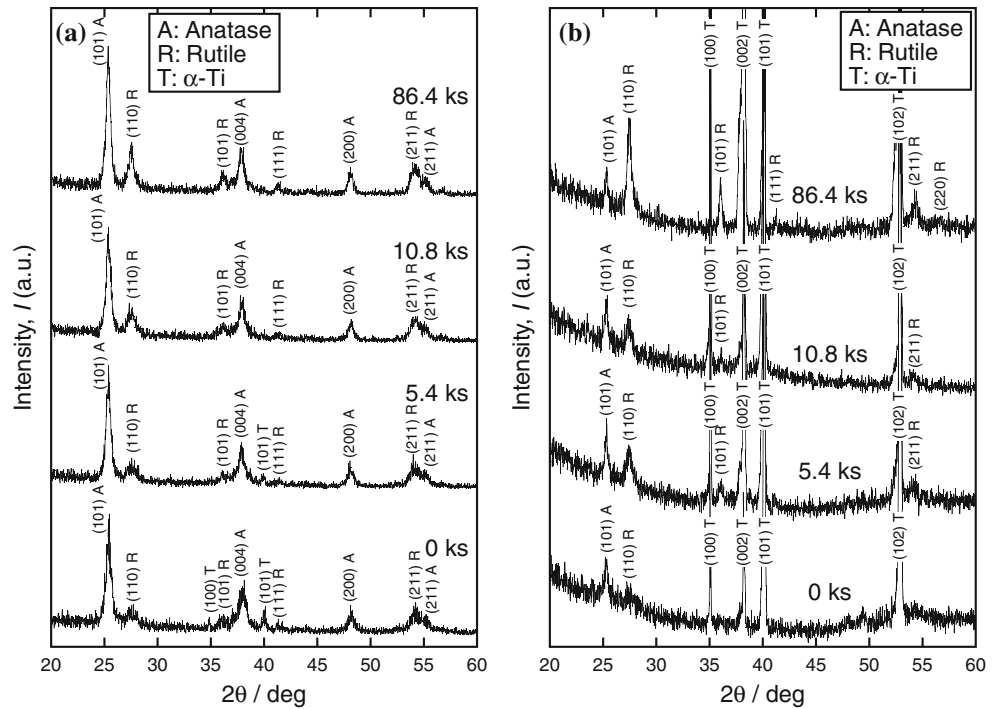 (a)
A: Anatase
R: Rutile
T: α-Ti
86.4 ks
(101) A
(110) R
(101) R
(004) A
(111) R
(200) A
(211) R
(211) A
10.8 ks
(101) A
(110) R
(101) R
(004) A
(111) R
(200) A
(211) R
(211) A
5.4 ks
(101) A
(110) R
(101) R
(004) A
(101) T
(111) R
(200) A
(211) R
(211) A
0 ks
(101) A
(110) R
(100) T
(101) R
(004) A
(101) T
(111) R
(200) A
(211) R
(211) A
Intensity, I (a.u.)
20 25 30 35 40 45 50 55 60
2θ / deg
(b)
A: Anatase
R: Rutile
T: α-Ti
86.4 ks
(101) A
(110) R
(100) T
(101) R
(002) T
(101) T
(111) R
(102) T
(211) R
(220) R
10.8 ks
(101) A
(110) R
(100) T
(101) R
(002) T
(101) T
(102) T
(211) R
5.4 ks
(101) A
(110) R
(100) T
(101) R
(002) T
(101) T
(102) T
(211) R
0 ks
(101) A
(110) R
(100) T
(002) T
(101) T
(102) T
Intensity, I (a.u.)
20 25 30 35 40 45 50 55 60
2θ / deg